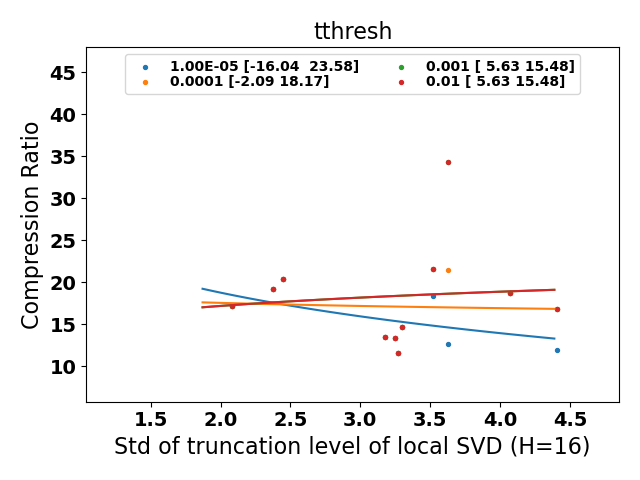 tthresh
1.00E-05 [-16.04  23.58]
0.0001 [-2.09 18.17]
0.001 [ 5.63 15.48]
0.01 [ 5.63 15.48]
Compression Ratio
45
40
35
30
25
20
15
10
1.5 2.0 2.5 3.0 3.5 4.0 4.5
Std of truncation level of local SVD (H=16)